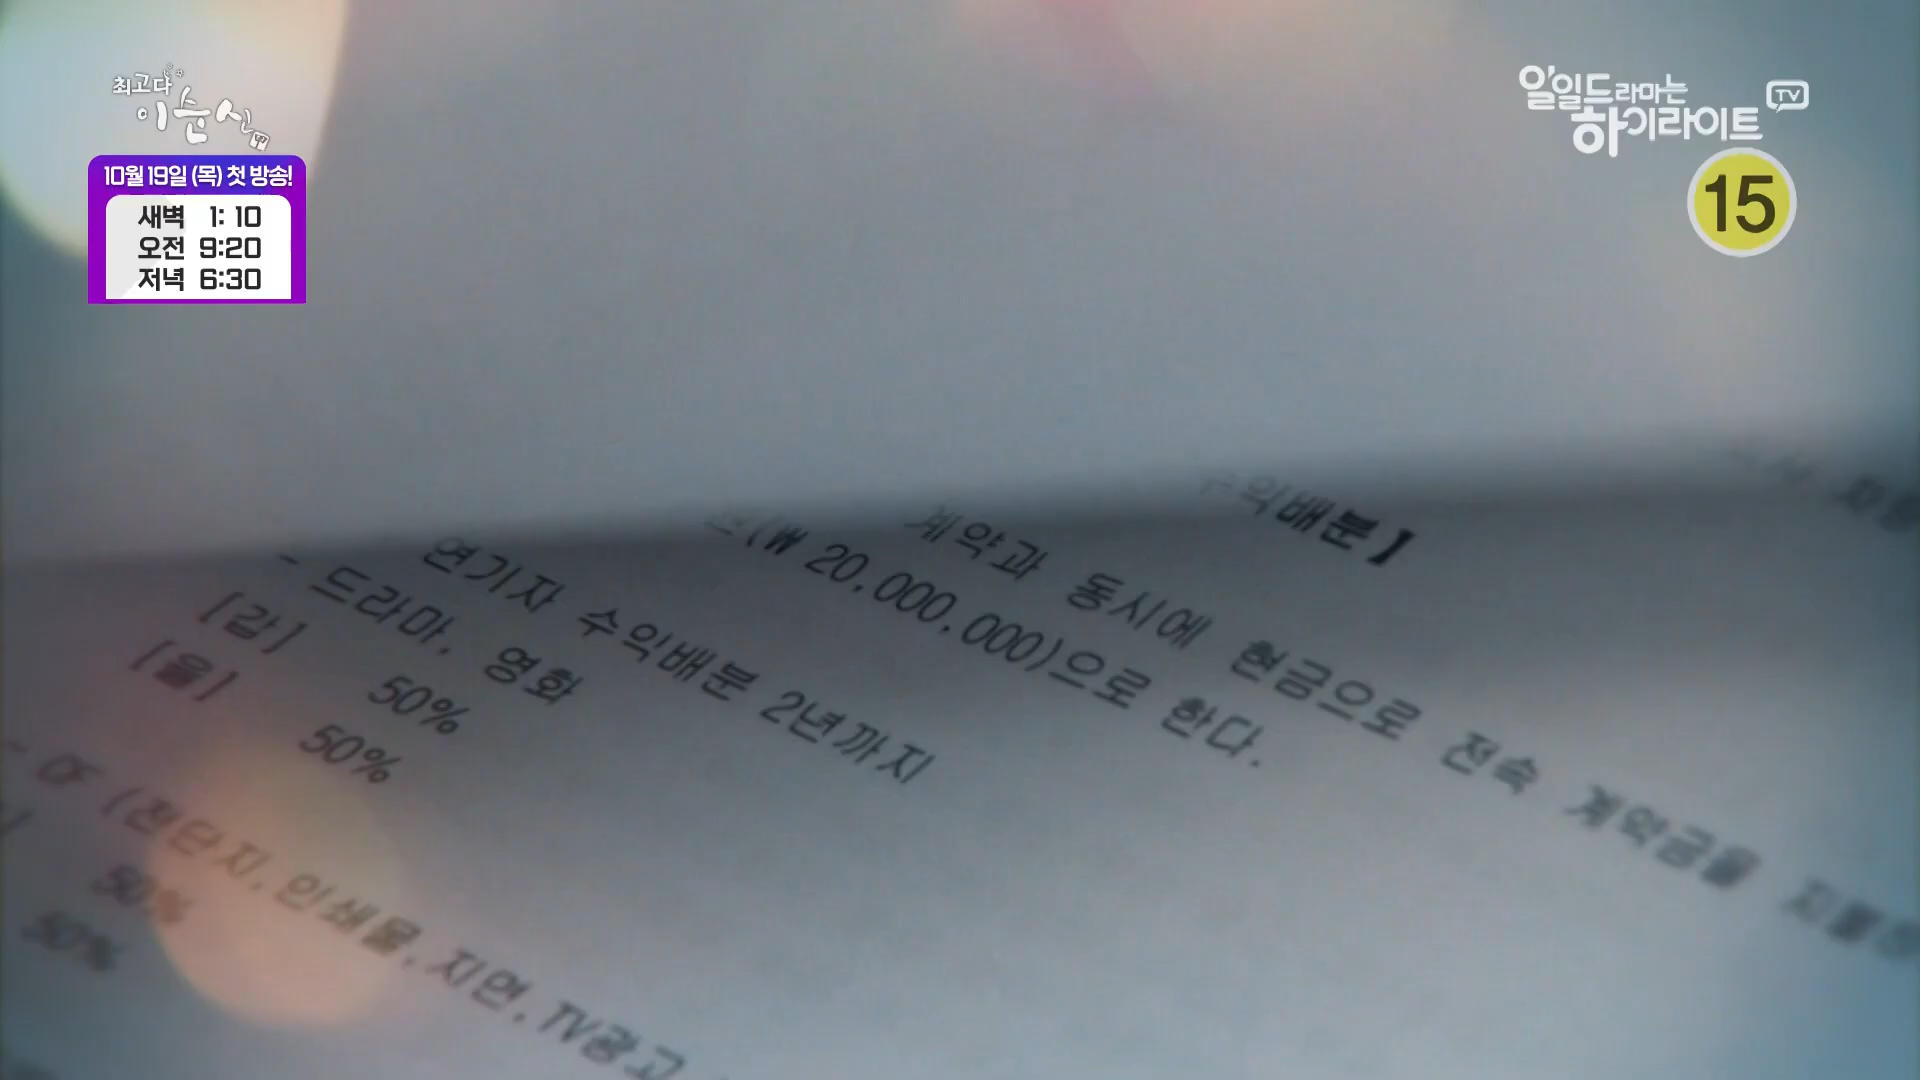 최고다
이순신
10월 19일 (목) 첫 방송!
새벽 1:10
오전 9:20
저녁 6:30
일일드라마는
하이라이트 TV
15
수익배분】
계약과 동시에 현금으로 전속 계약금을
(₩ 20,000,000)으로 한다.
연기자 수익배분 2년까지
- 드라마, 영화
[갑] 50%
[을] 50%
- CF (전단지, 인쇄물, 지면, TV광고
50%
50%